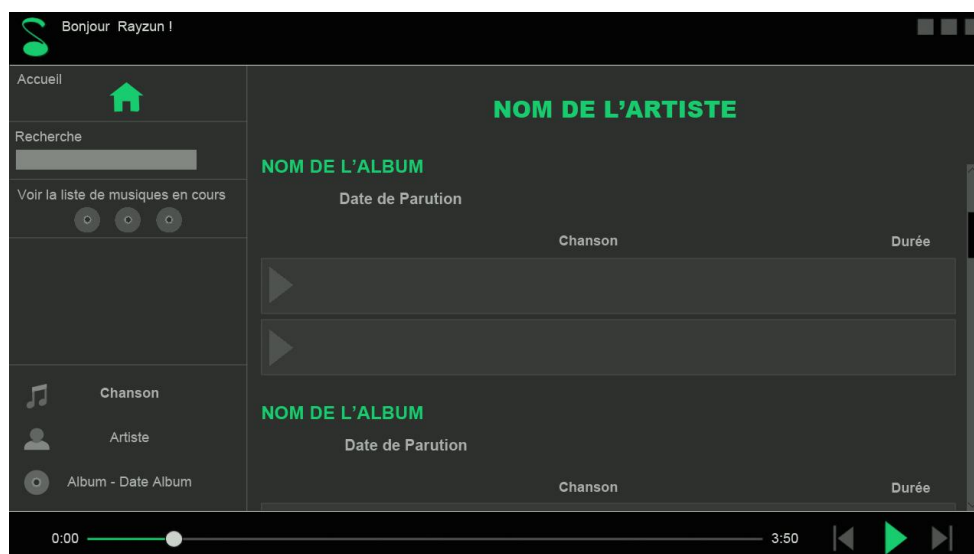 Bonjour Rayzun !
Accueil
Recherche
Voir la liste de musiques en cours
Chanson
Artiste
Album - Date Album
NOM DE L’ARTISTE
NOM DE L’ALBUM
Date de Parution
Chanson Durée
NOM DE L’ALBUM
Date de Parution
Chanson Durée
0:00 3:50